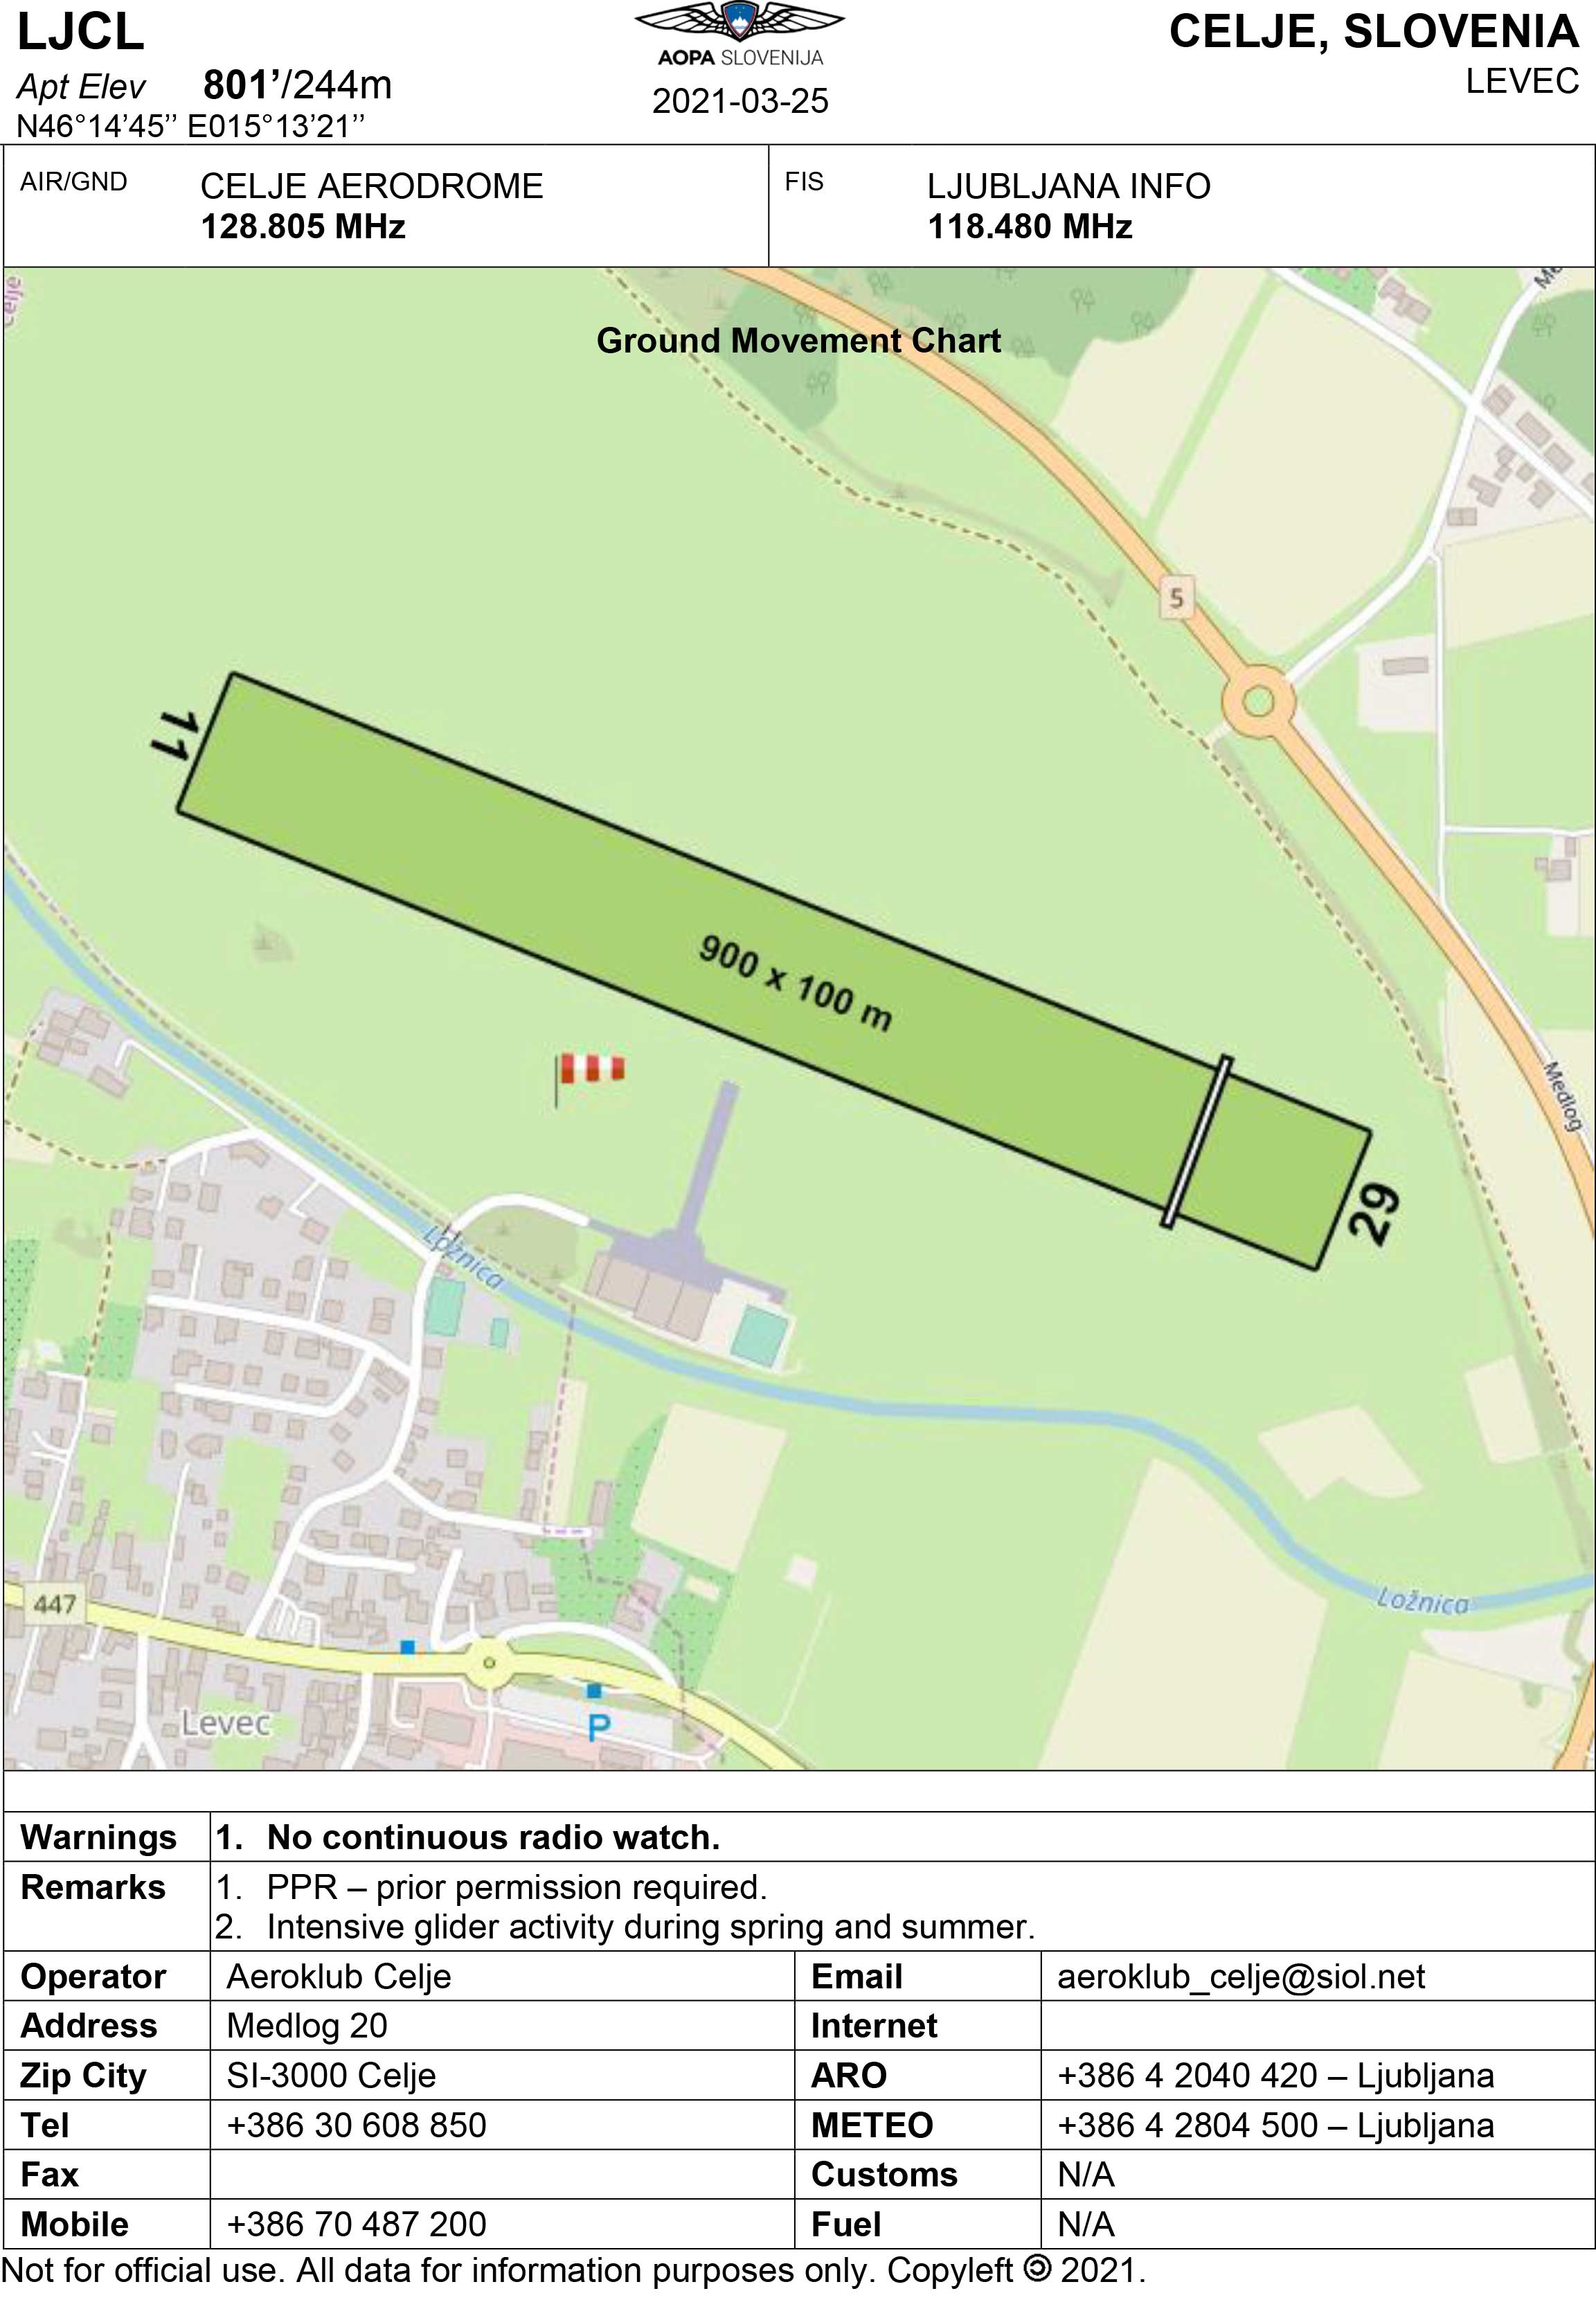 LJCL
CELJE, SLOVENIA
Apt Elev 801’/244m
AOPA SLOVENIJA
LEVEC
2021-03-25
N46°14’45’’ E015°13’21’’
AIR/GND CELJE AERODROME
128.805 MHz
FIS LJUBLJANA INFO
118.480 MHz
Celje
Ground Movement Chart
5
11
900 x 100 m
29
Medlog
Ložnica
Ložnica
447
Levec
P
Warnings 1. No continuous radio watch.
Remarks 1. PPR – prior permission required.
2. Intensive glider activity during spring and summer.
Operator Aeroklub Celje Email aeroklub_celje@siol.net
Address Medlog 20 Internet
Zip City SI-3000 Celje ARO +386 4 2040 420 – Ljubljana
Tel +386 30 608 850 METEO +386 4 2804 500 – Ljubljana
Fax Customs N/A
Mobile +386 70 487 200 Fuel N/A
Not for official use. All data for information purposes only. Copyleft 🄯 2021.